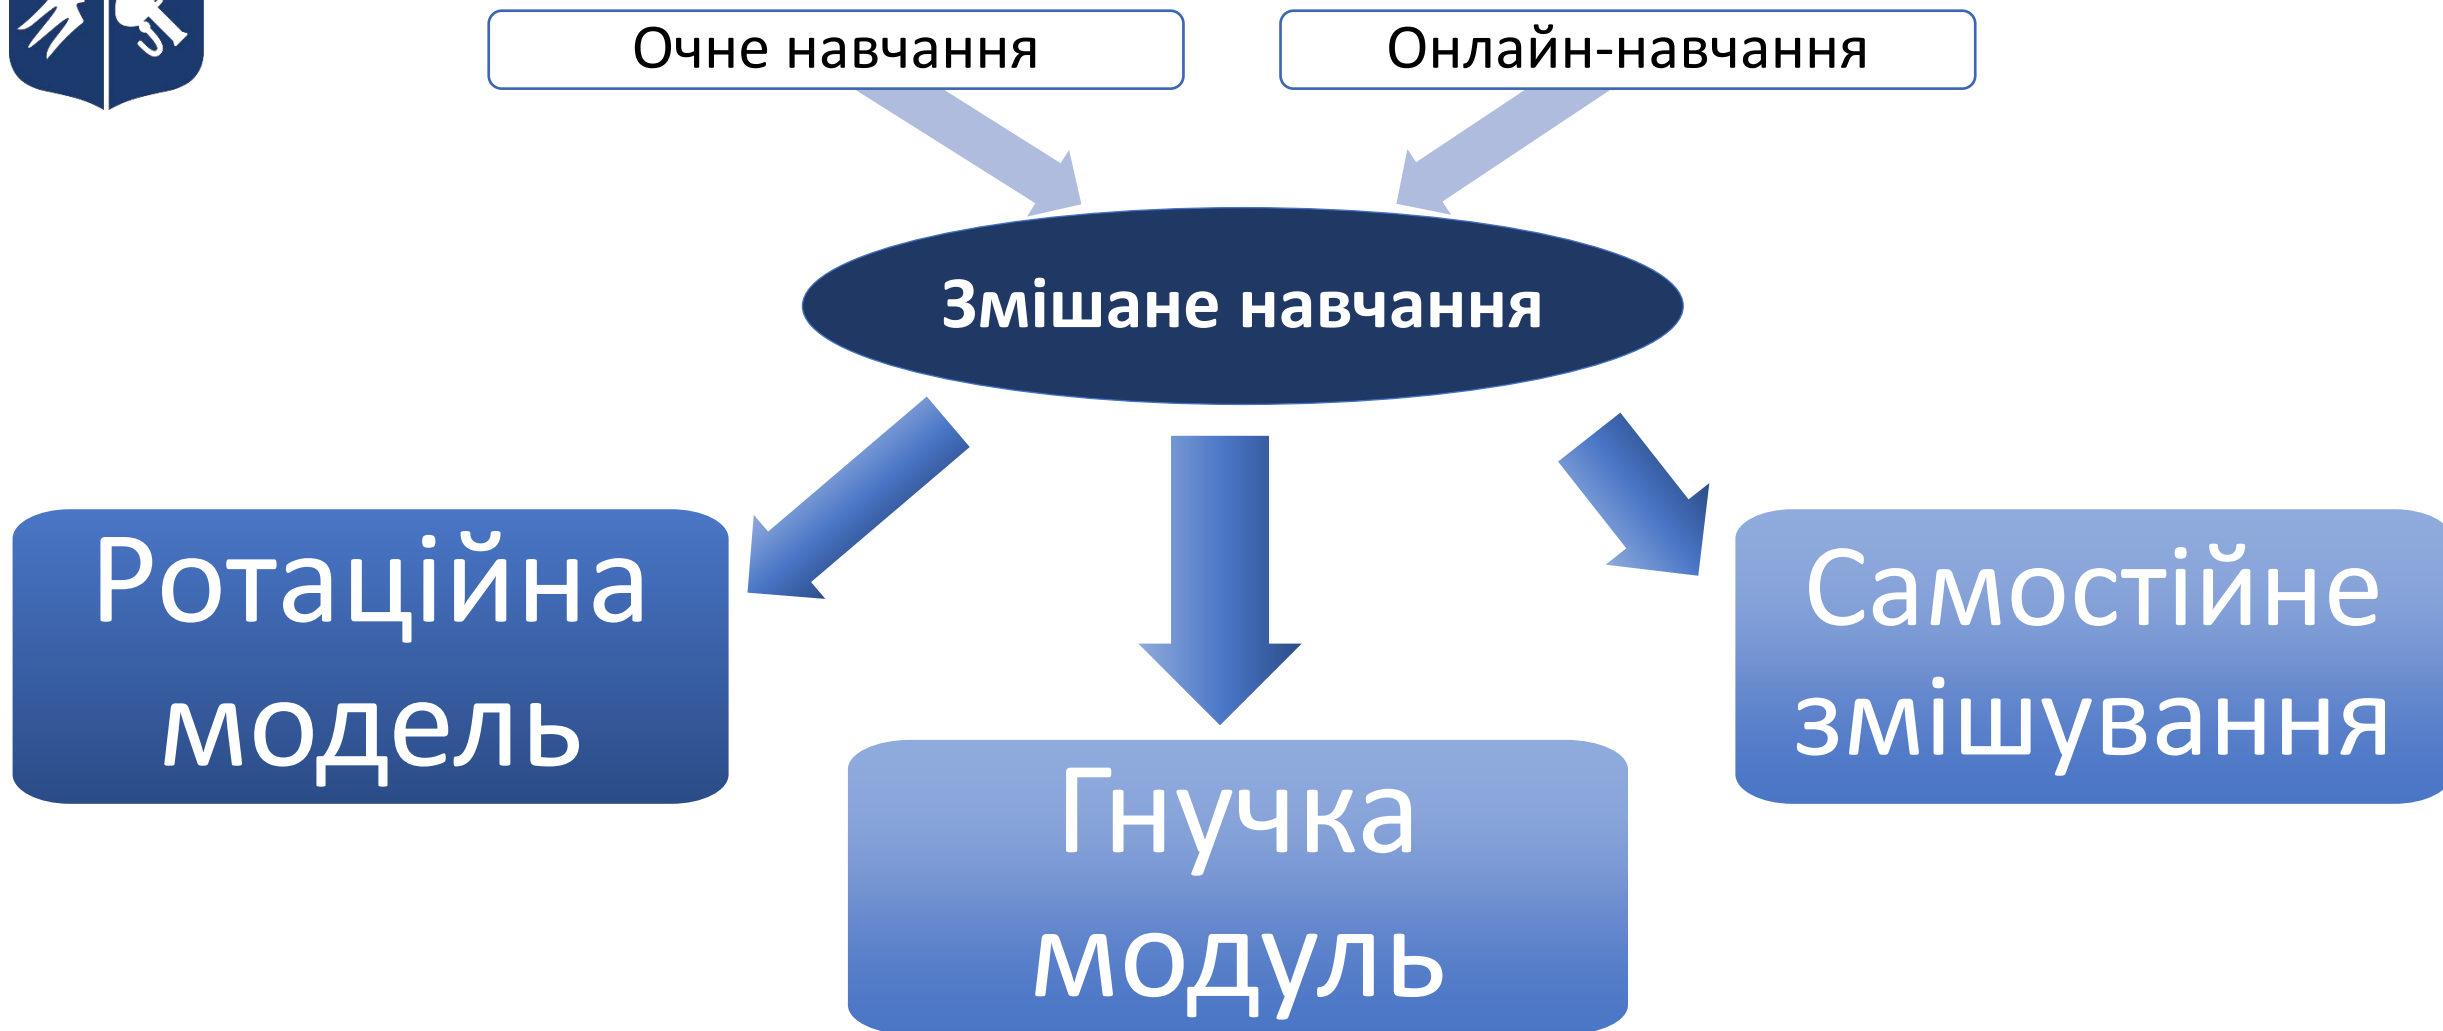 Очне навчання
Онлайн-навчання
Змішане навчання
Ротаційна
модель
Гнучка
модуль
Самостійне
змішування